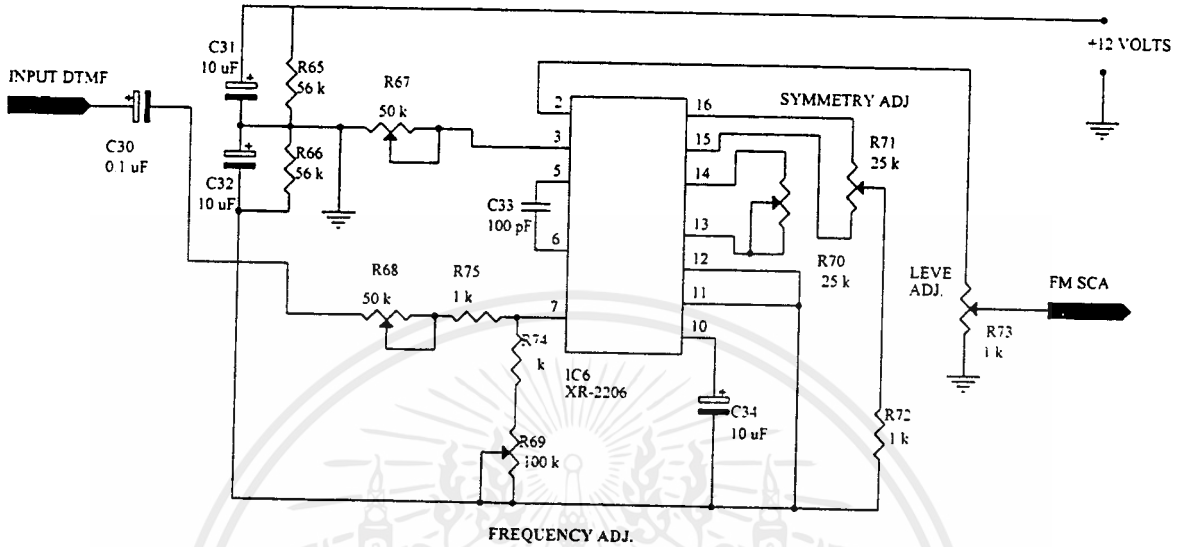 +12 VOLTS
INPUT DTMF
C30
0.1 uF
C31
10 uF
C32
10 uF
R65
56 k
R66
56 k
R67
50 k
2
3
5
6
7
C33
100 pF
R68
50 k
R75
1 k
R74
k
R69
100 k
IC6
XR-2206
16
15
14
13
12
11
10
SYMMETRY ADJ
R71
25 k
R70
25 k
C34
10 uF
R72
1 k
LEVE
ADJ.
R73
1 k
FM SCA
FREQUENCY ADJ.